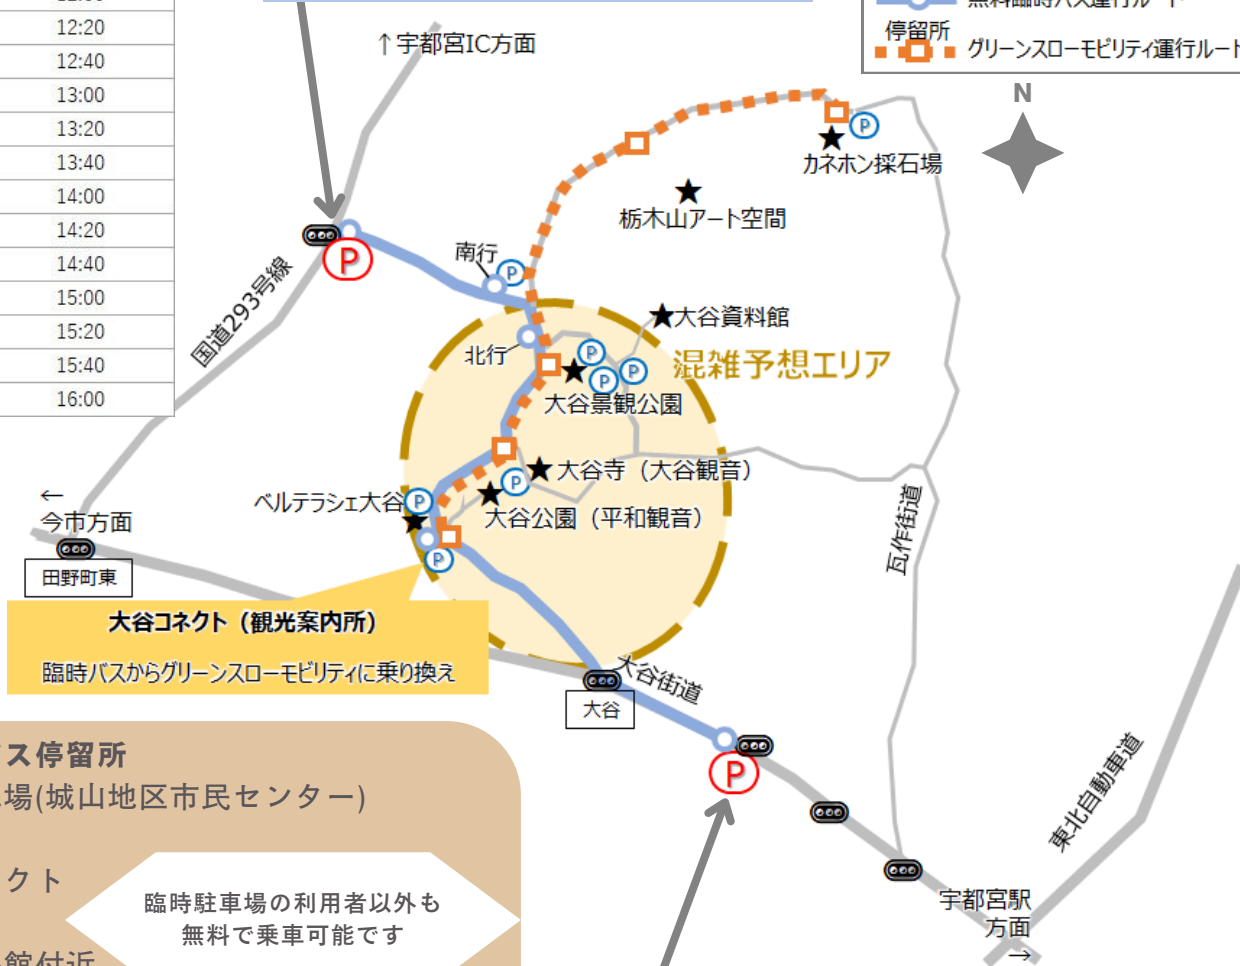 12:20
12:40
13:00
13:20
13:40
14:00
14:20
14:40
15:00
15:20
15:40
16:00
停留所
グリーンスローモビリティ運行ルート
N
↑宇都宮IC方面
P
カネホン採石場
栃木山アート空間
南行
P
P
国道293号線
大谷資料館
北行
P
P
P
混雑予想エリア
大谷景観公園
大谷寺（大谷観音）
P
ベルテラシェ大谷
P
大谷公園（平和観音）
瓦作街道
←
今市方面
田野町東
P
大谷コネクト（観光案内所）
臨時バスからグリーンスローモビリティに乗り換え
大谷街道
大谷
P
東北自動車道
ス停留所
場(城山地区市民センター)
クト
臨時駐車場の利用者以外も
無料で乗車可能です
館付近
宇都宮駅
方面
→